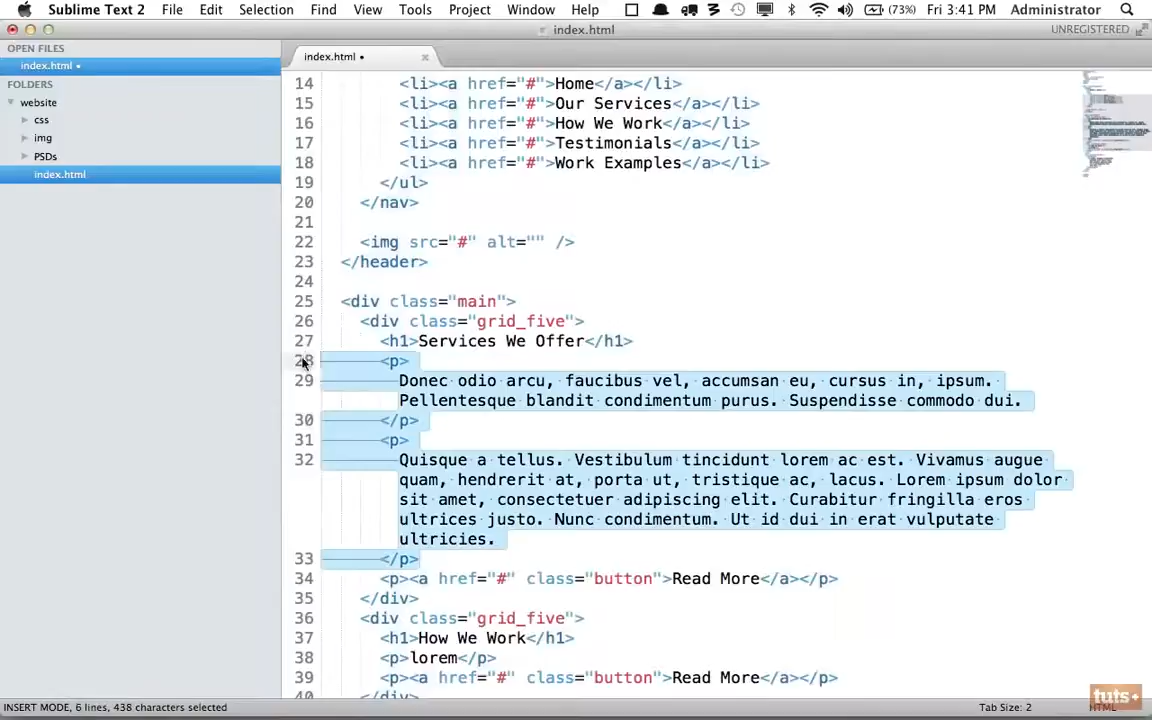 Sublime Text 2 File Edit Selection Find View Tools Project Window Help (73%) Fri 3:41 PM Administrator
index.html UNREGISTERED
OPEN FILES
index.html
FOLDERS
website
css
img
PSDs
index.html
index.html
14 <li><a href="#">Home</a></li>
15 <li><a href="#">Our Services</a></li>
16 <li><a href="#">How We Work</a></li>
17 <li><a href="#">Testimonials</a></li>
18 <li><a href="#">Work Examples</a></li>
19 </ul>
20 </nav>
21
22 <img src="#" alt="" />
23 </header>
24
25 <div class="main">
26 <div class="grid_five">
27 <h1>Services We Offer</h1>
28 <p>
29 Donec odio arcu, faucibus vel, accumsan eu, cursus in, ipsum.
Pellentesque blandit condimentum purus. Suspendisse commodo dui.
30 </p>
31 <p>
32 Quisque a tellus. Vestibulum tincidunt lorem ac est. Vivamus augue
quam, hendrerit at, porta ut, tristique ac, lacus. Lorem ipsum dolor
sit amet, consectetuer adipiscing elit. Curabitur fringilla eros
ultrices justo. Nunc condimentum. Ut id dui in erat vulputate
ultricies.
33 </p>
34 <p><a href="#" class="button">Read More</a></p>
35 </div>
36 <div class="grid_five">
37 <h1>How We Work</h1>
38 <p>lorem</p>
39 <p><a href="#" class="button">Read More</a></p>
40 </div>
INSERT MODE, 6 lines, 438 characters selected Tab Size: 2 HTML
tuts+